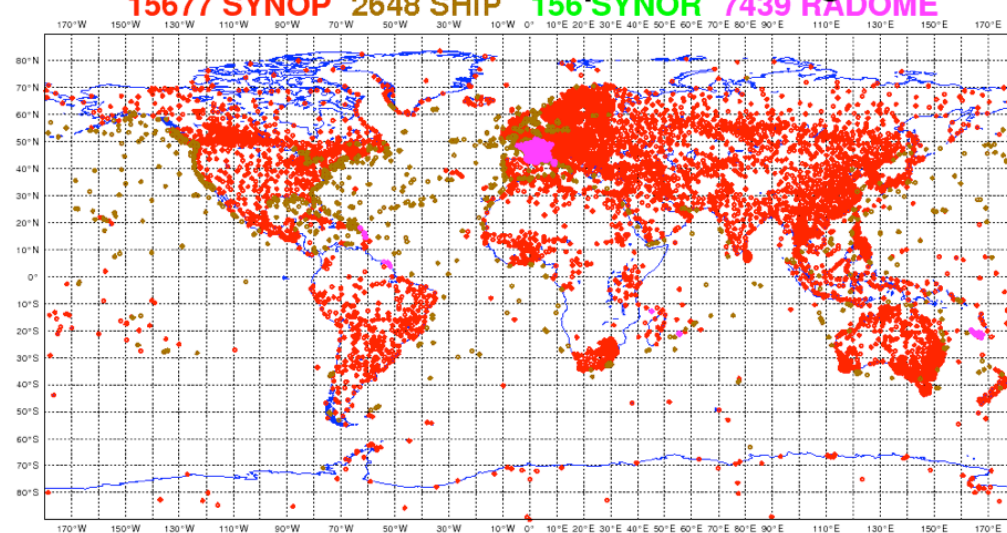 15677 SYNOP 2648 SHIP 156 SYNOR 7439 RADOME
170°W 150°W 130°W 110°W 90°W 70°W 50°W 30°W 10°W 0° 10°E 20°E 30°E 40°E 50°E 60°E 70°E 80°E 90°E 110°E 130°E 150°E 170°E
80°N
70°N
60°N
50°N
40°N
30°N
20°N
10°N
0°
10°S
20°S
30°S
40°S
50°S
60°S
70°S
80°S
170°W 150°W 130°W 110°W 90°W 70°W 50°W 30°W 10°W 0° 10°E 20°E 30°E 40°E 50°E 60°E 70°E 80°E 90°E 110°E 130°E 150°E 170°E